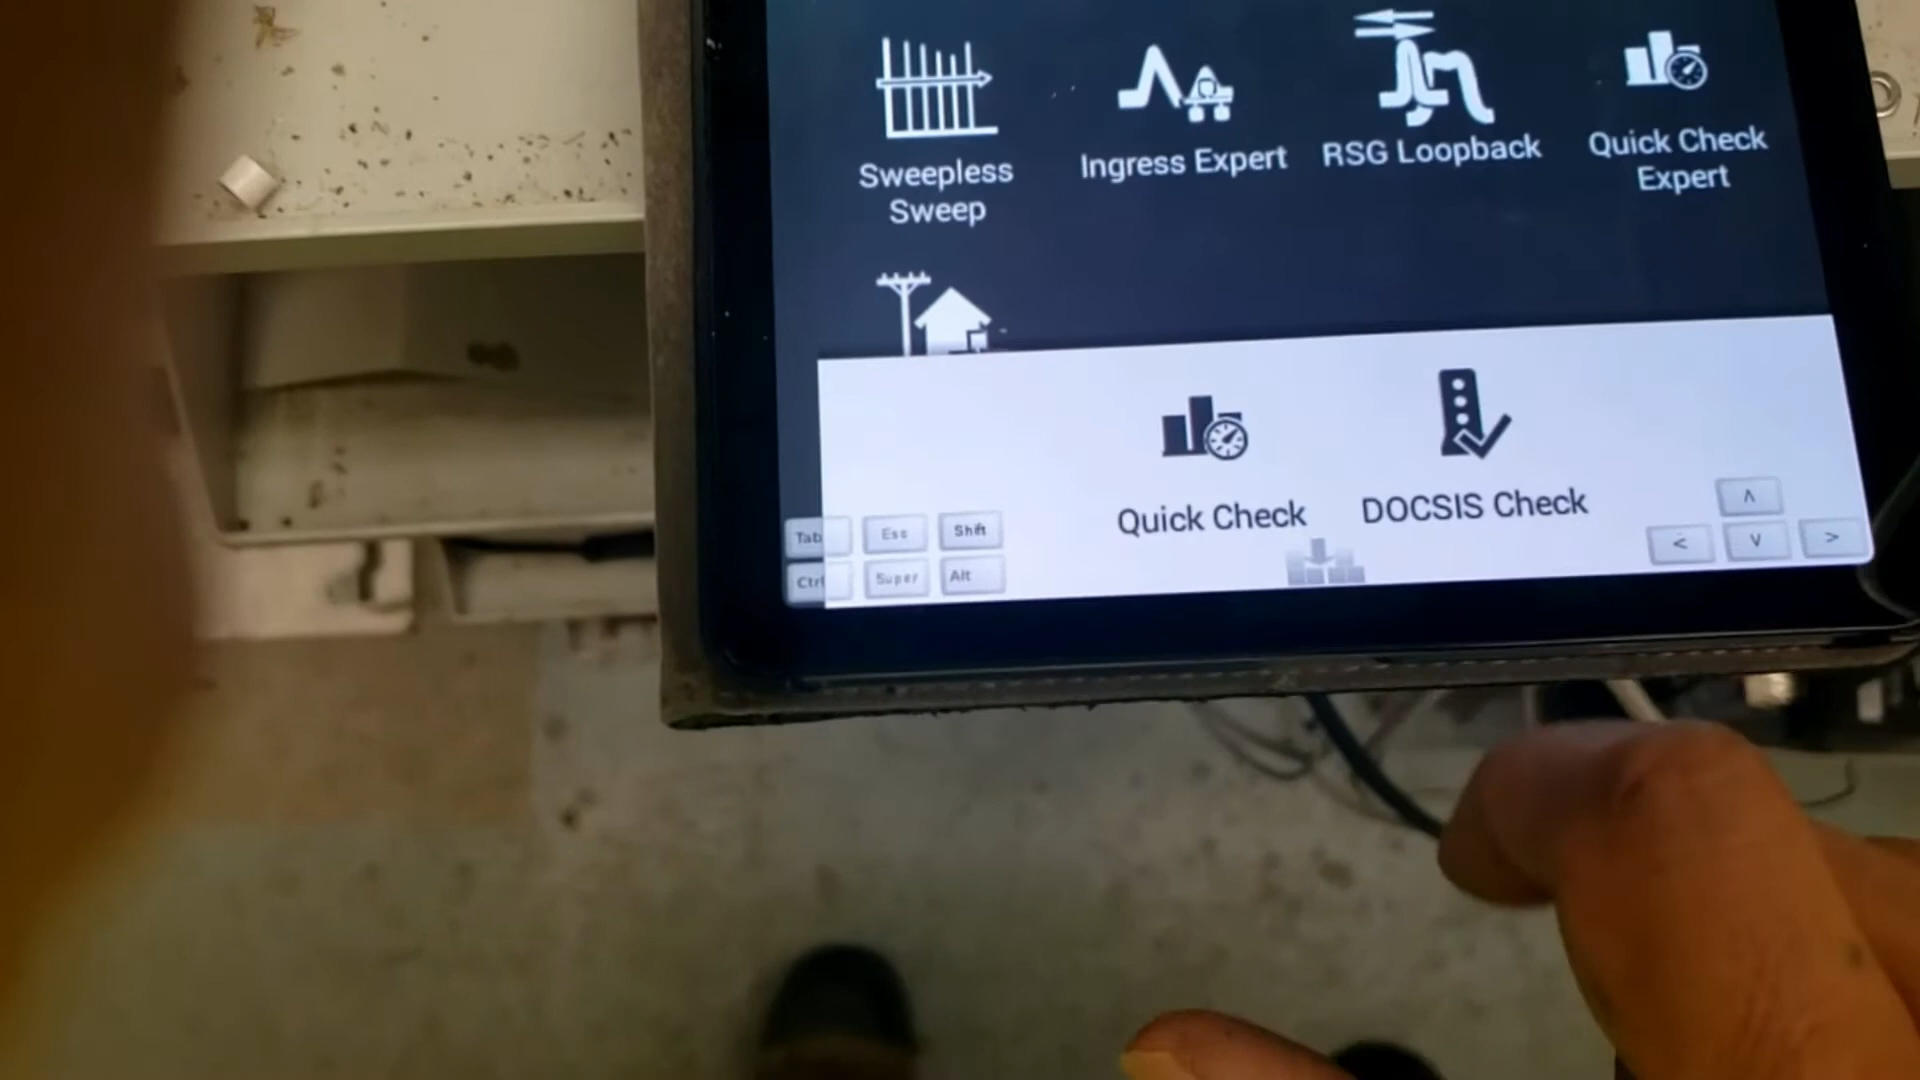 Sweepless
Sweep
Ingress Expert
RSG Loopback
Quick Check
Expert
Quick Check
DOCSIS Check
Tab
Esc
Shift
Ctrl
Super
Alt
˄
<
˅
>